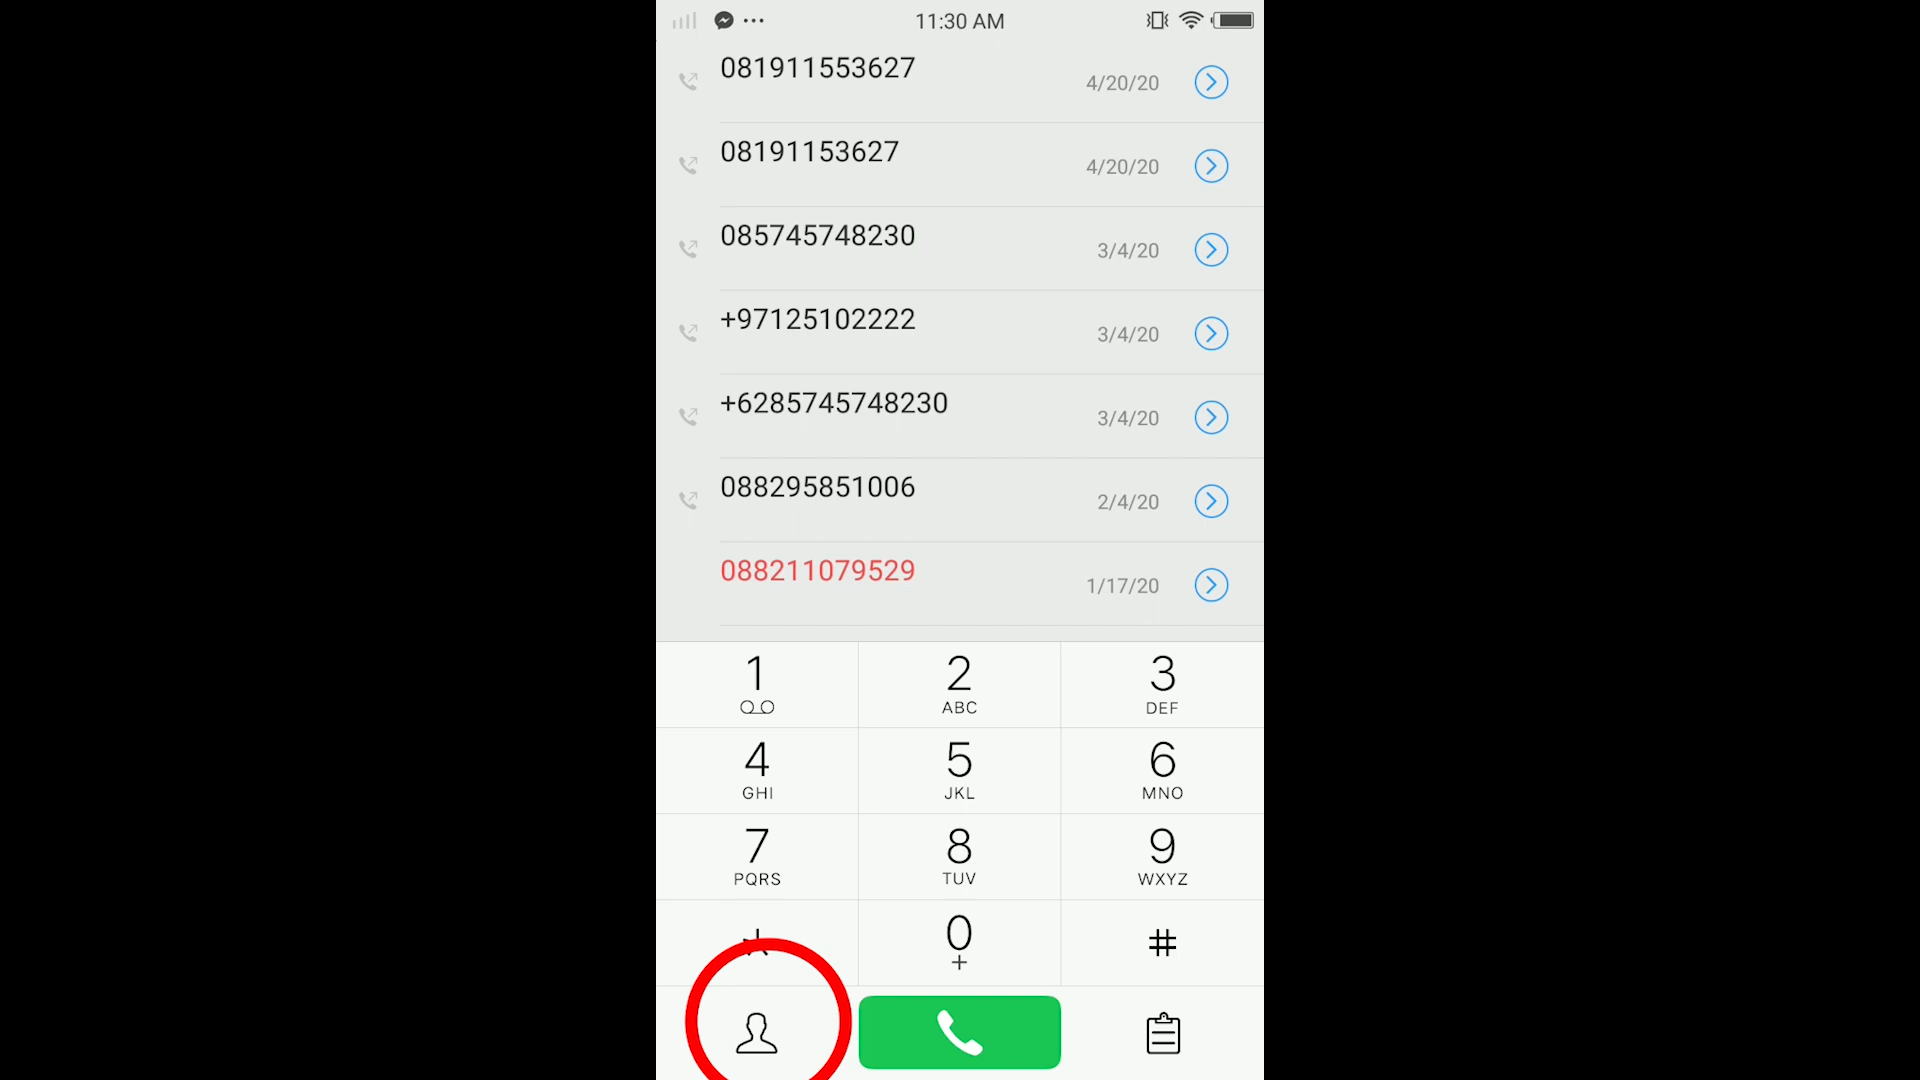 11:30 AM
081911553627
4/20/20
08191153627
4/20/20
085745748230
3/4/20
+97125102222
3/4/20
+6285745748230
3/4/20
088295851006
2/4/20
088211079529
1/17/20
1 2 3
ABC DEF
4 5 6
GHI JKL MNO
7 8 9
PQRS TUV WXYZ
* 0 #
+